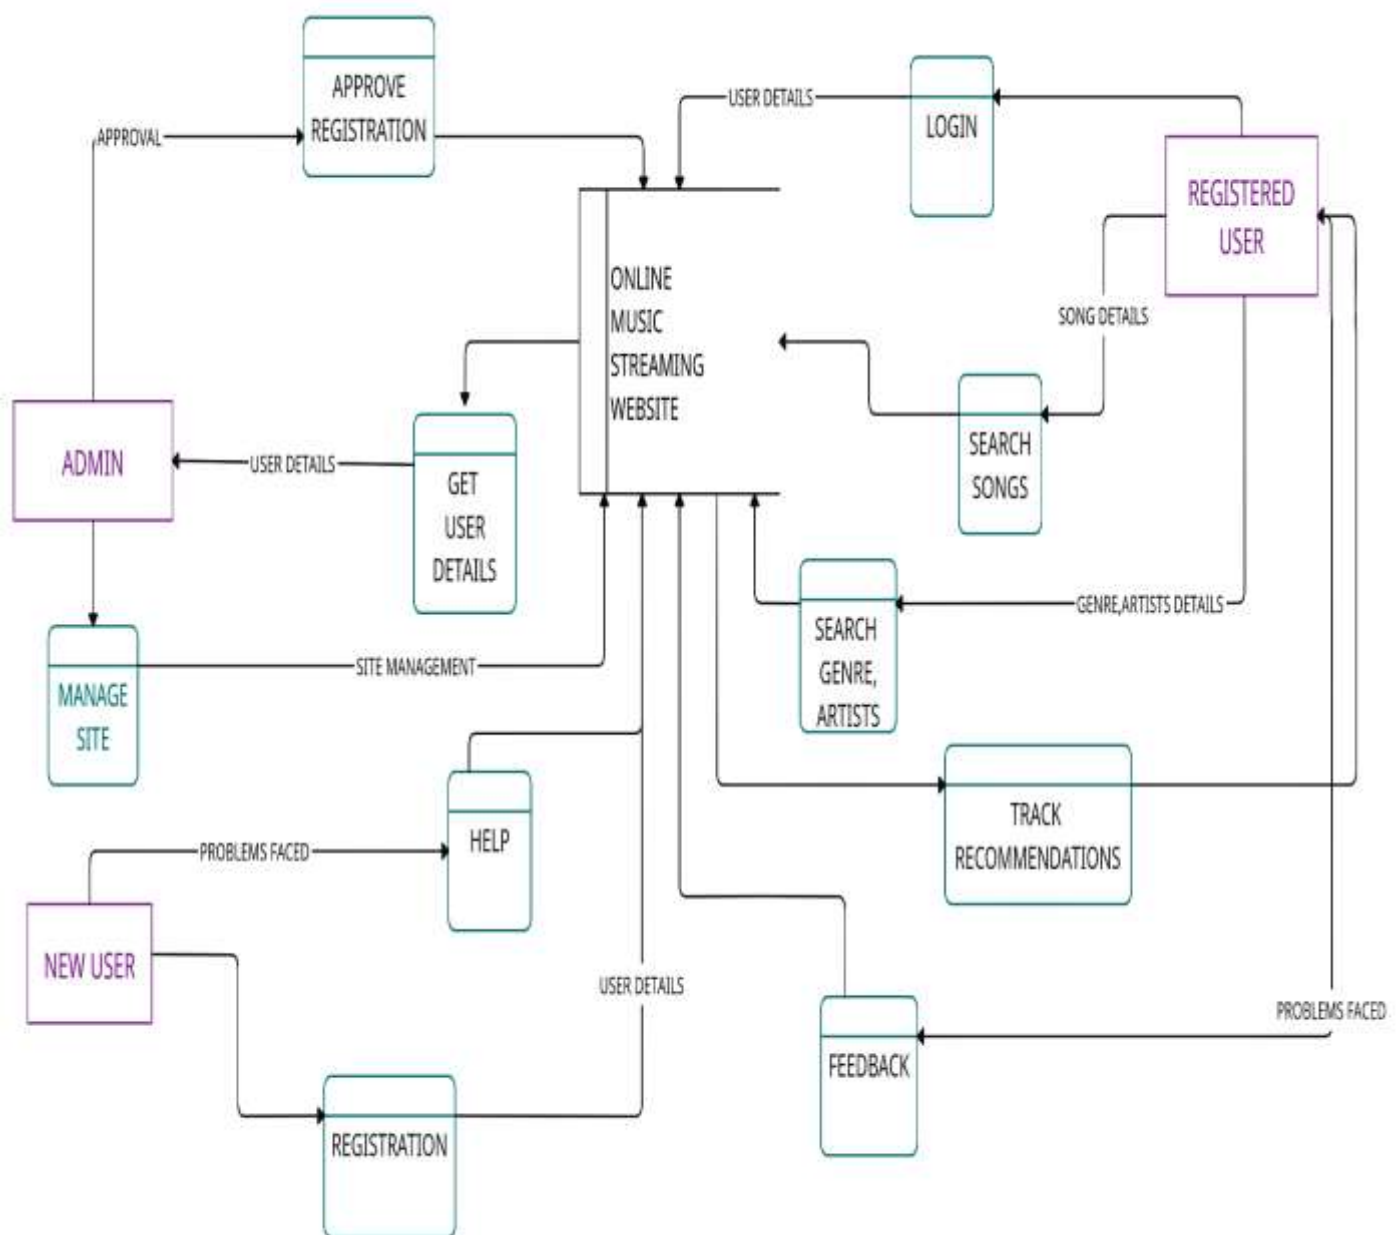 APPROVE
REGISTRATION
APPROVAL
USER DETAILS
LOGIN
REGISTERED
USER
ONLINE
MUSIC
STREAMING
WEBSITE
SONG DETAILS
SEARCH
SONGS
ADMIN
USER DETAILS
GET
USER
DETAILS
GENRE,ARTISTS DETAILS
SEARCH
GENRE,
ARTISTS
SITE MANAGEMENT
MANAGE
SITE
TRACK
RECOMMENDATIONS
HELP
PROBLEMS FACED
NEW USER
USER DETAILS
PROBLEMS FACED
FEEDBACK
REGISTRATION